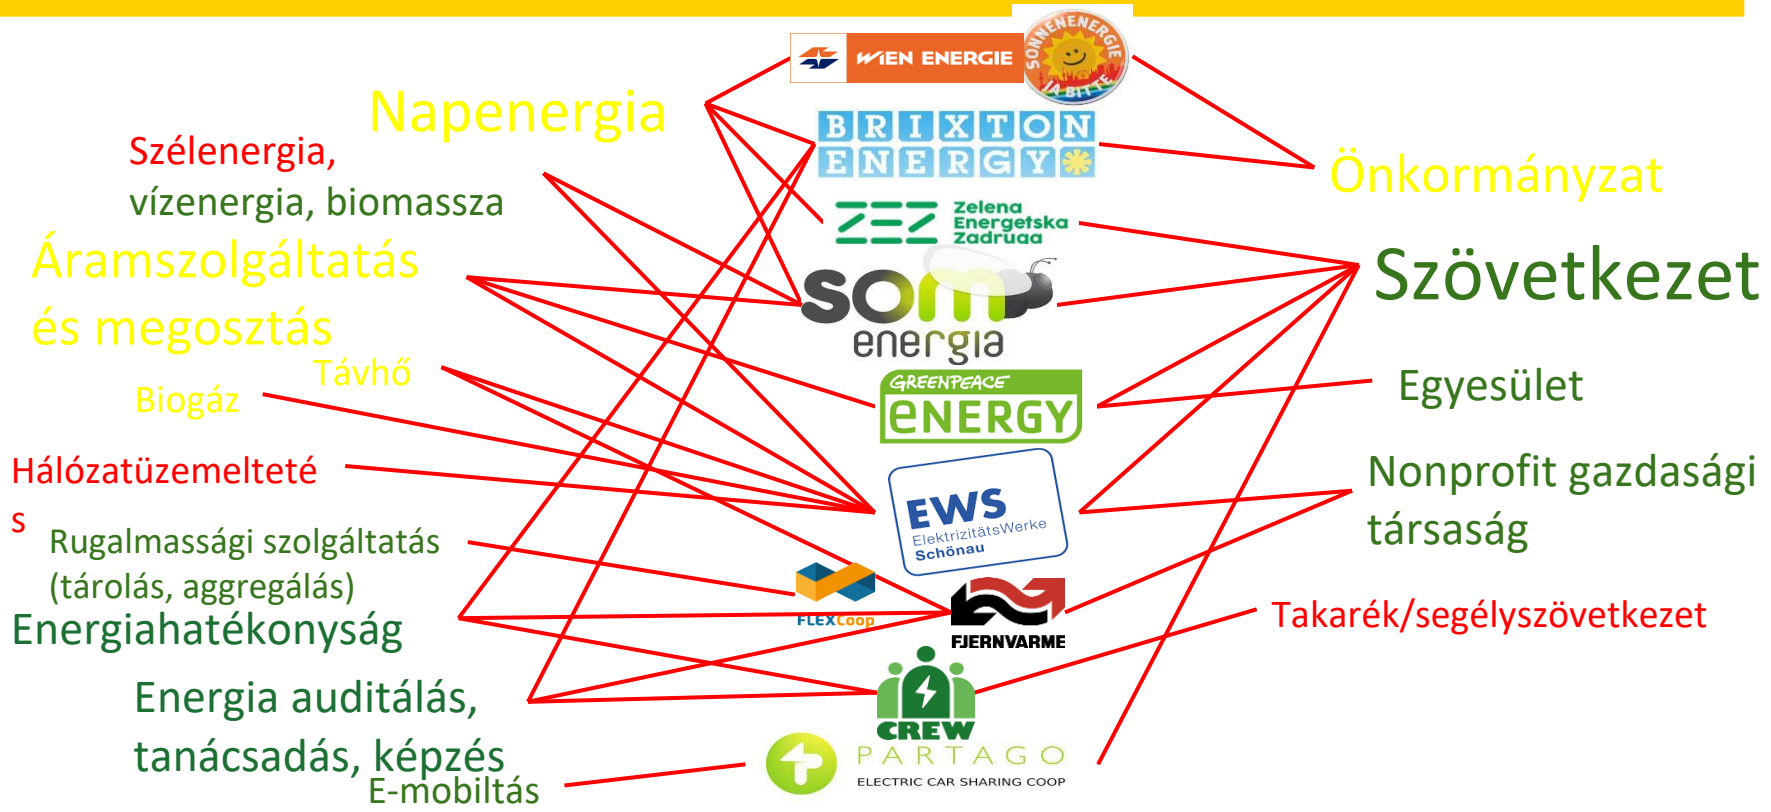 WIEN ENERGIE
SONNENENERGIE
JA BITTE
Napenergia
BRIXTON
ENERGY
Szélenergia,
vízenergia, biomassza
Önkormányzat
ZEZ Zelena
Energetska
Zadruga
Áramszolgáltatás
és megosztás
Szövetkezet
som
energia
Távhő
Biogáz
GREENPEACE
ENERGY
Egyesület
Hálózatüzemelteté
s
Nonprofit gazdasági
társaság
EWS
ElektrizitätsWerke
Schönau
Rugalmassági szolgáltatás
(tárolás, aggregálás)
FLEXCoop
FJERNVARME
Takarék/segélyszövetkezet
Energiahatékonyság
Energia auditálás,
tanácsadás, képzés
CREW
PARTAGO
ELECTRIC CAR SHARING COOP
E-mobiltás